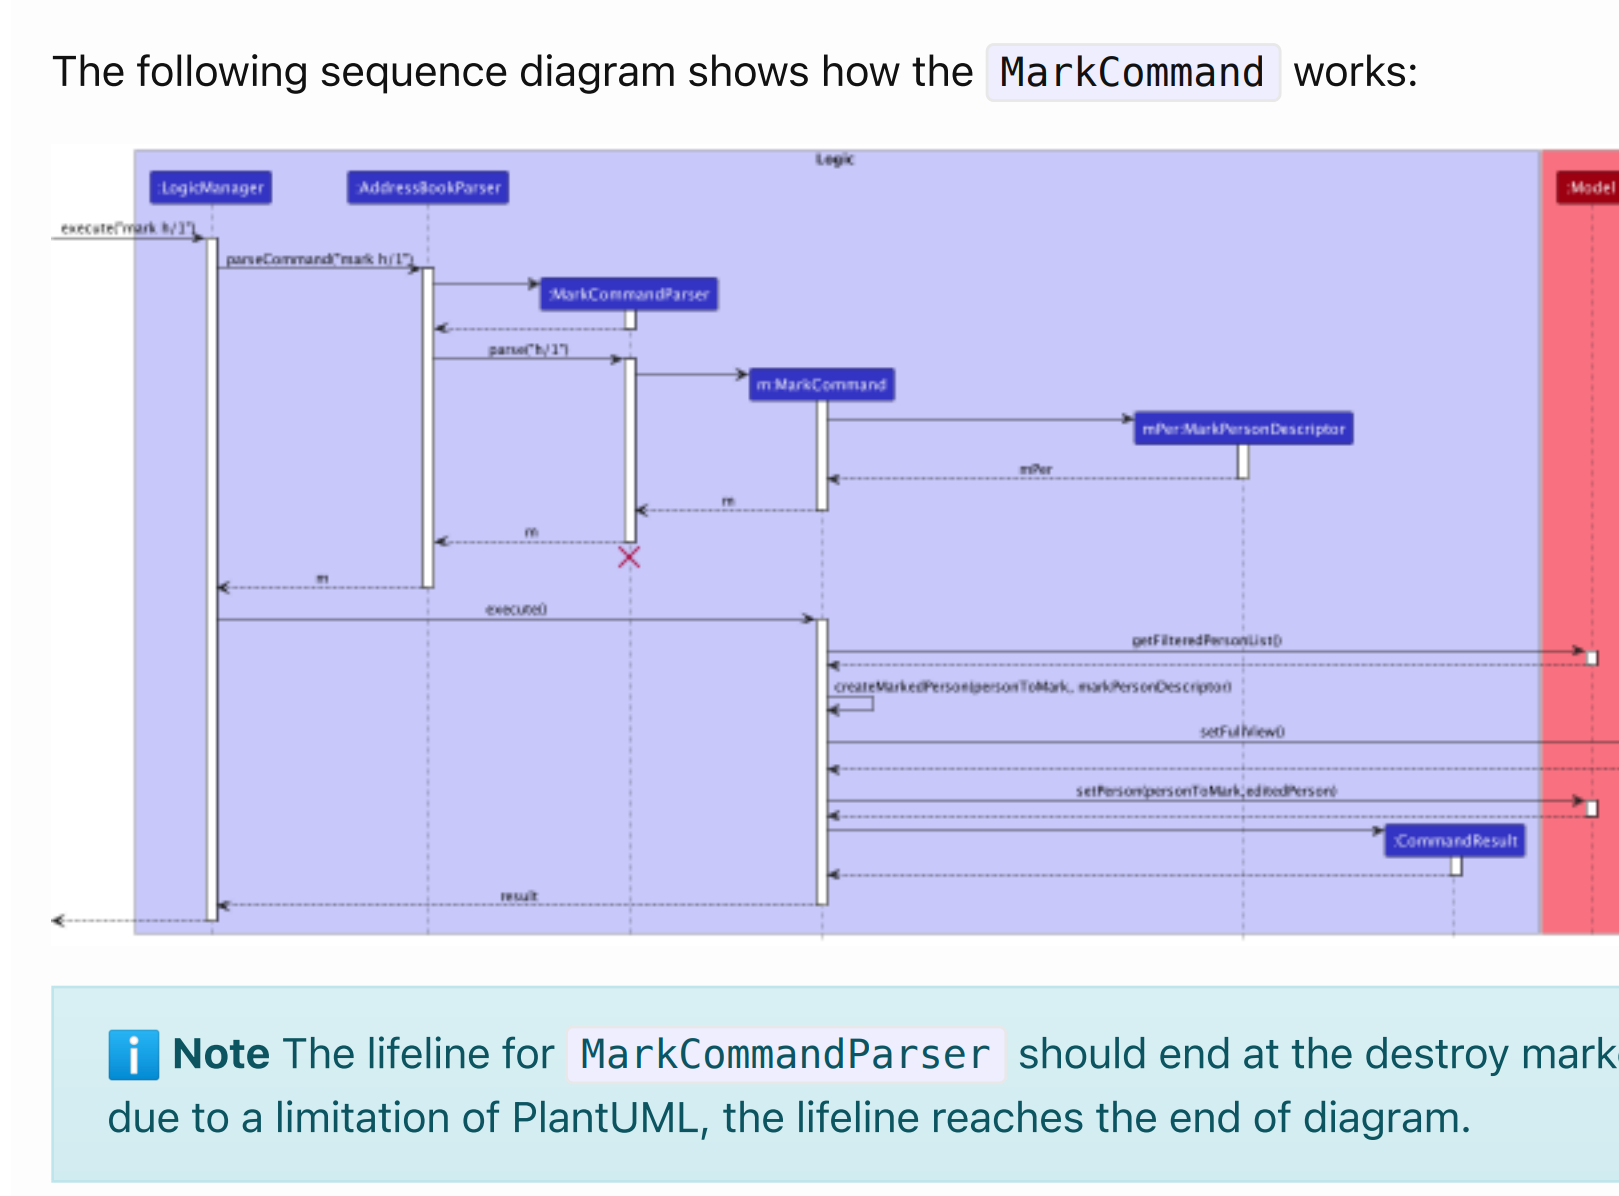 The following sequence diagram shows how the MarkCommand works:
Logic
:LogicManager
:AddressBookParser
:Model
execute("mark h/1")
parseCommand("mark h/1")
:MarkCommandParser
parse("h/1")
m:MarkCommand
mPer:MarkPersonDescriptor
mPer
m
m
m
execute()
getFilteredPersonList()
createMarkedPerson(personToMark, markPersonDescriptor)
setFullView()
setPerson(personToMark,editedPerson)
:CommandResult
result
Note The lifeline for MarkCommandParser should end at the destroy mark
due to a limitation of PlantUML, the lifeline reaches the end of diagram.